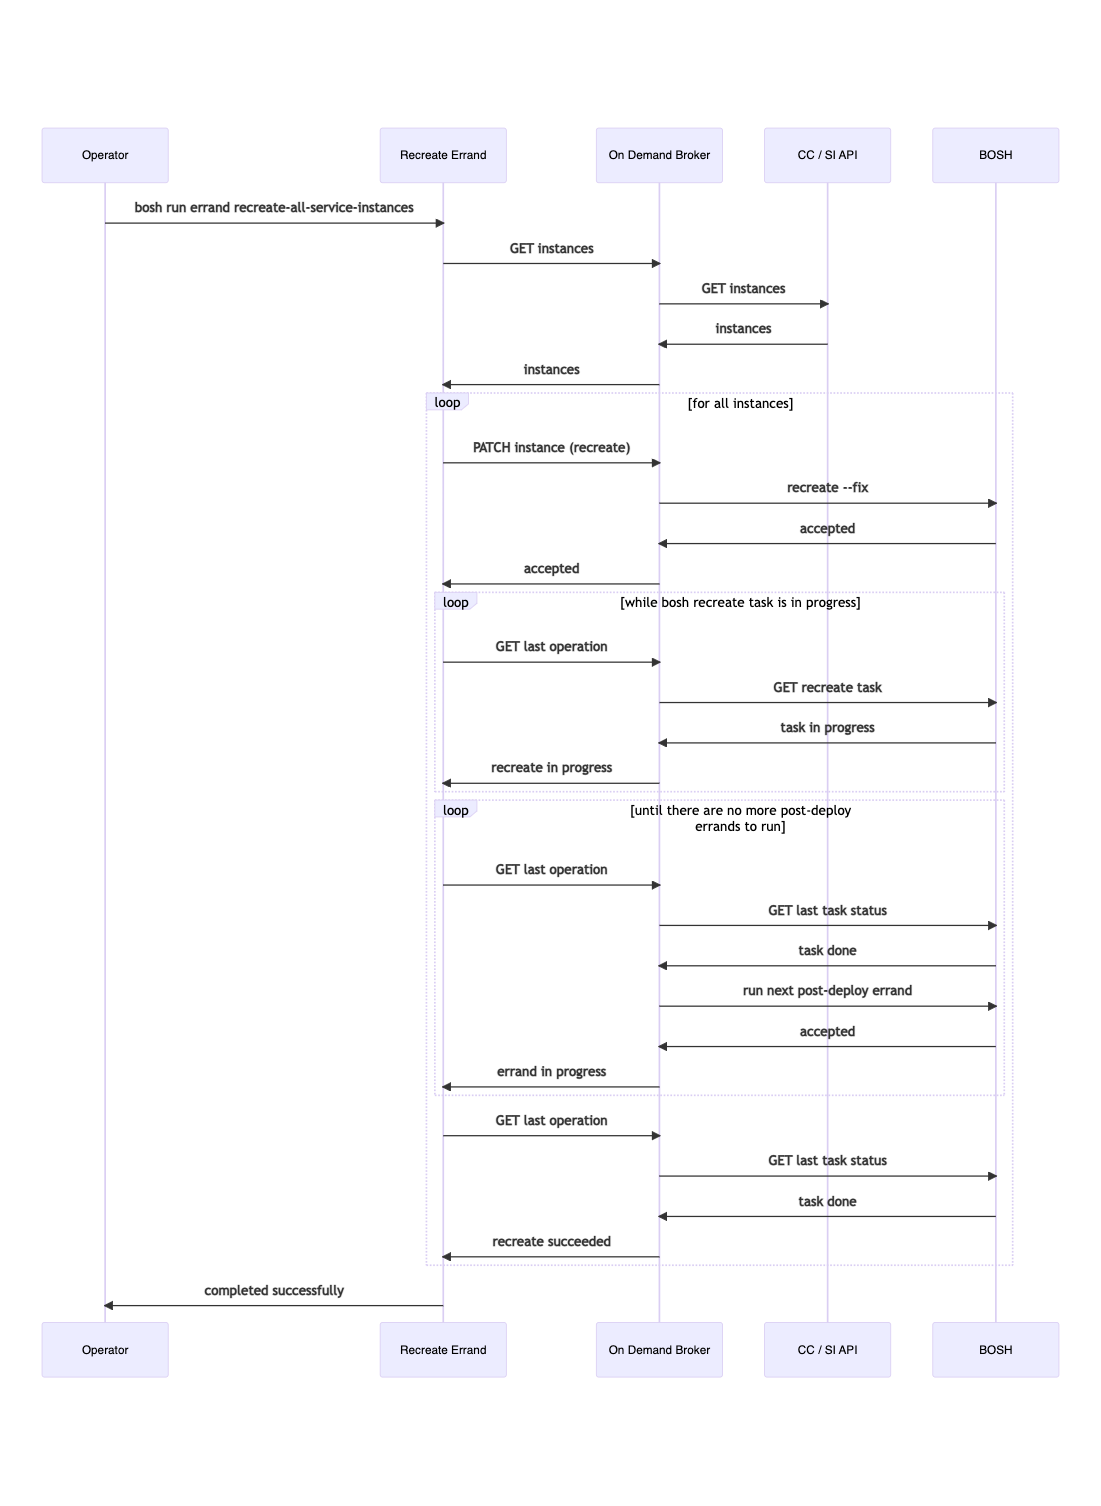 Operator
Recreate Errand
On Demand Broker
CC / SI API
BOSH
bosh run errand recreate-all-service-instances
GET instances
GET instances
instances
instances
loop
[for all instances]
PATCH instance (recreate)
recreate --fix
accepted
accepted
loop
[while bosh recreate task is in progress]
GET last operation
GET recreate task
task in progress
recreate in progress
loop
[until there are no more post-deploy
errands to run]
GET last operation
GET last task status
task done
run next post-deploy errand
accepted
errand in progress
GET last operation
GET last task status
task done
recreate succeeded
completed successfully
Operator
Recreate Errand
On Demand Broker
CC / SI API
BOSH